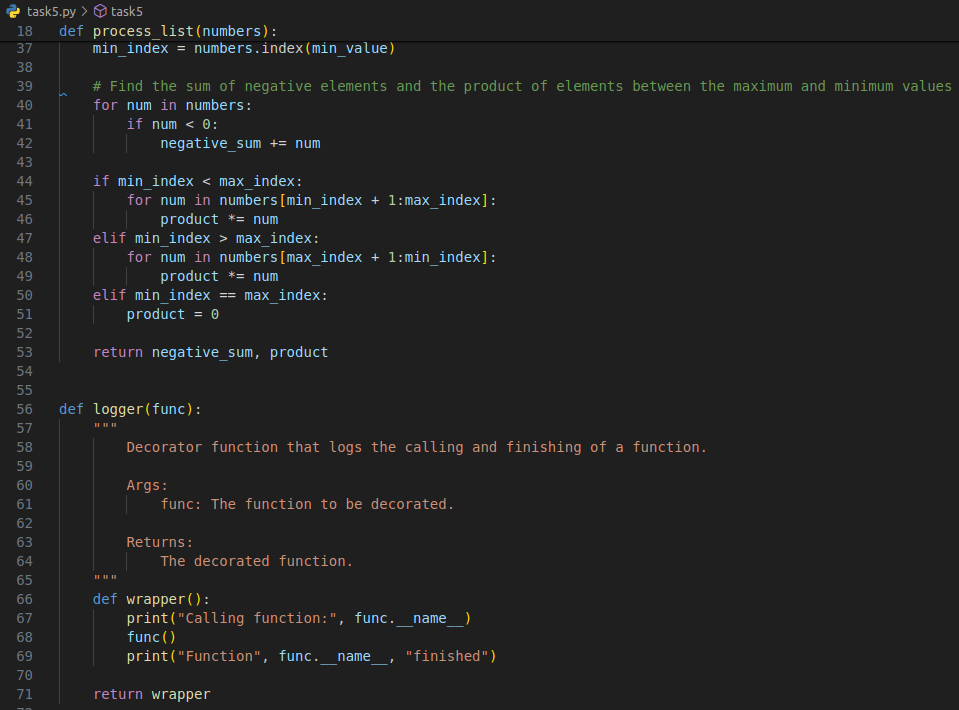 task5.py > task5
18 def process_list(numbers):
37     min_index = numbers.index(min_value)
38
39     # Find the sum of negative elements and the product of elements between the maximum and minimum values
40     for num in numbers:
41         if num < 0:
42             negative_sum += num
43
44     if min_index < max_index:
45         for num in numbers[min_index + 1:max_index]:
46             product *= num
47     elif min_index > max_index:
48         for num in numbers[max_index + 1:min_index]:
49             product *= num
50     elif min_index == max_index:
51         product = 0
52
53     return negative_sum, product
54
55
56 def logger(func):
57     """
58         Decorator function that logs the calling and finishing of a function.
59
60         Args:
61             func: The function to be decorated.
62
63         Returns:
64             The decorated function.
65     """
66     def wrapper():
67         print("Calling function:", func.__name__)
68         func()
69         print("Function", func.__name__, "finished")
70
71     return wrapper